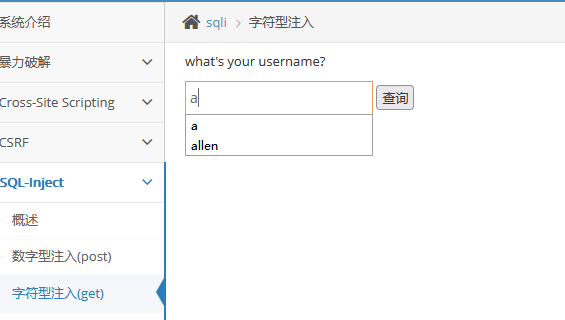 系统介绍
暴力破解
Cross-Site Scripting
CSRF
SQL-Inject
概述
数字型注入(post)
字符型注入(get)
sqli > 字符型注入
what's your username?
a 查询
a
allen